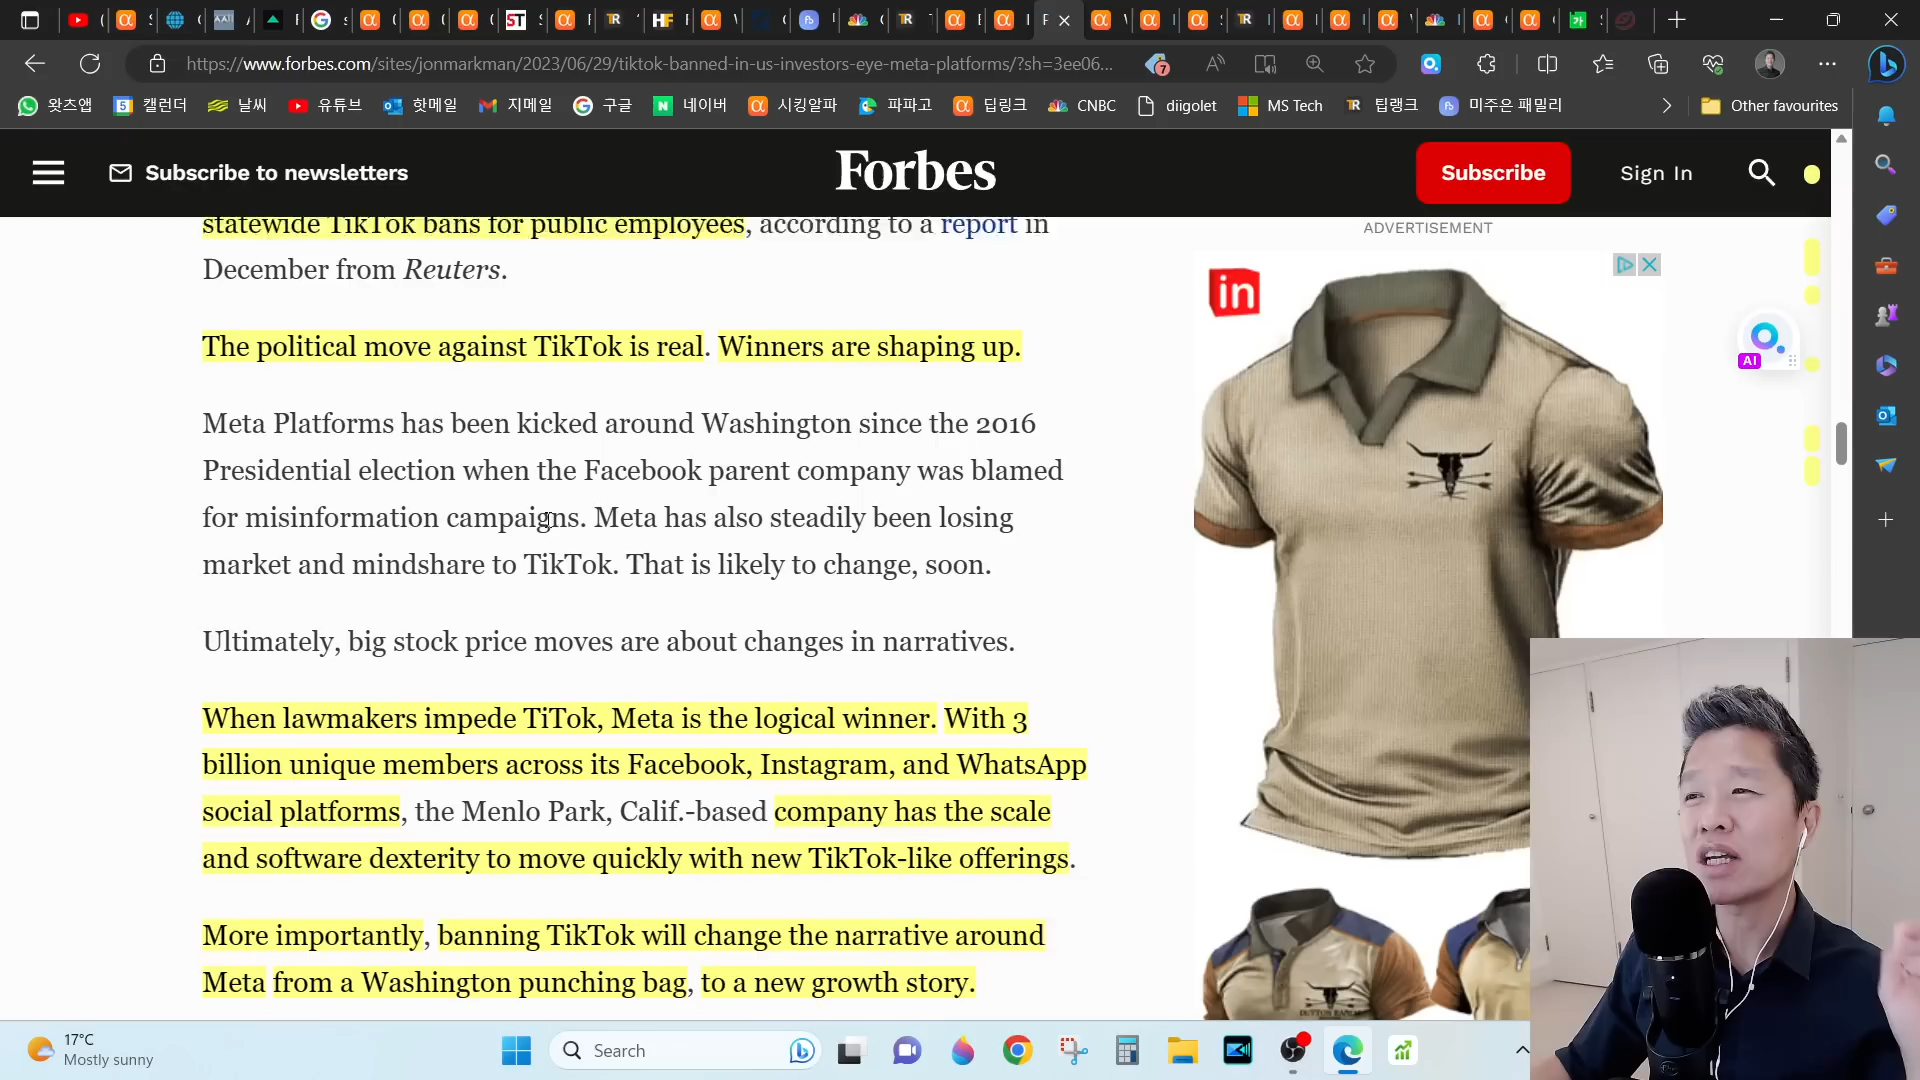 https://www.forbes.com/sites/jonmarkman/2023/06/29/tiktok-banned-in-us-investors-eye-meta-platforms/?sh=3ee06...
7
왓츠앱
캘린더
날씨
유튜브
핫메일
지메일
구글
네이버
시킹알파
파파고
딥링크
CNBC
diigolet
MS Tech
팁랭크
미주은 패밀리
Other favourites
Subscribe to newsletters
Forbes
Subscribe
Sign In
statewide TikTok bans for public employees, according to a report in
December from Reuters.
The political move against TikTok is real. Winners are shaping up.
Meta Platforms has been kicked around Washington since the 2016
Presidential election when the Facebook parent company was blamed
for misinformation campaigns. Meta has also steadily been losing
market and mindshare to TikTok. That is likely to change, soon.
Ultimately, big stock price moves are about changes in narratives.
When lawmakers impede TiTok, Meta is the logical winner. With 3
billion unique members across its Facebook, Instagram, and WhatsApp
social platforms, the Menlo Park, Calif.-based company has the scale
and software dexterity to move quickly with new TikTok-like offerings.
More importantly, banning TikTok will change the narrative around
Meta from a Washington punching bag, to a new growth story.
ADVERTISEMENT
in
AI
17°C
Mostly sunny
Search